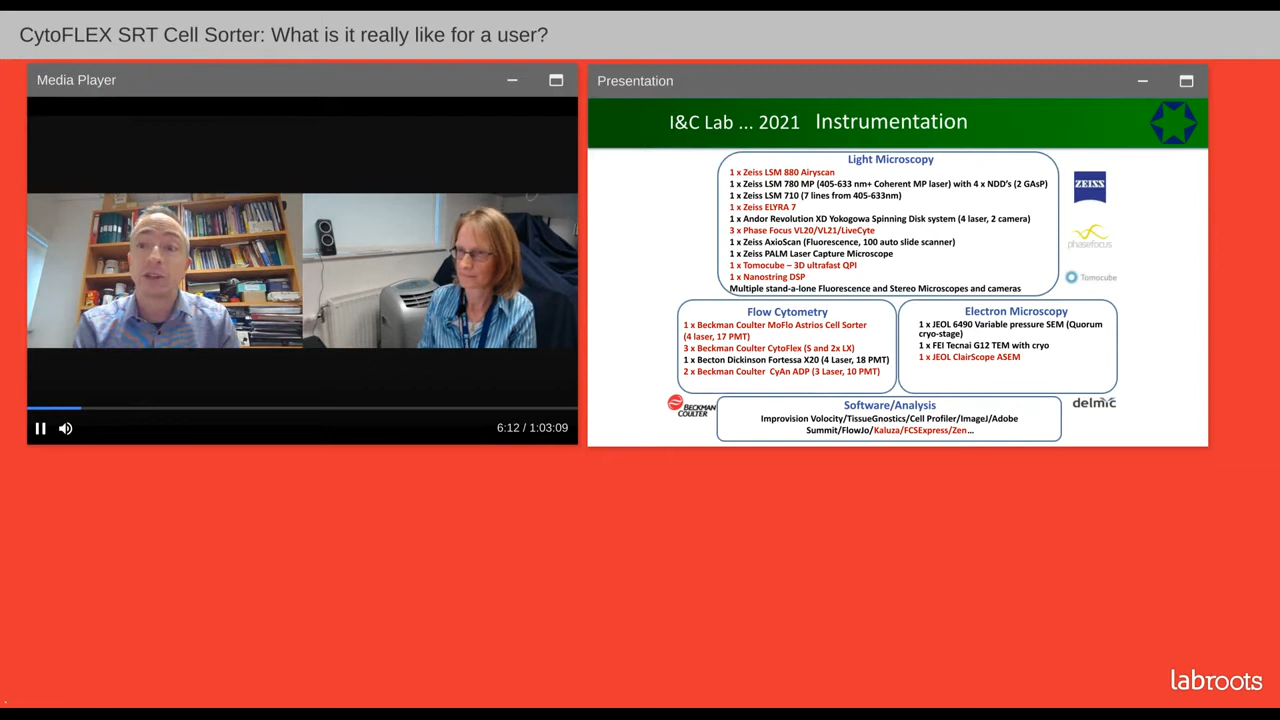 CytoFLEX SRT Cell Sorter: What is it really like for a user?
Media Player
6:12 / 1:03:09
Presentation
I&C Lab ... 2021 Instrumentation
Light Microscopy
1 x Zeiss LSM 880 Airyscan
1 x Zeiss LSM 780 MP (405-633 nm+ Coherent MP laser) with 4 x NDD's (2 GAsP)
1 x Zeiss LSM 710 (7 lines from 405-633nm)
1 x Zeiss ELYRA 7
1 x Andor Revolution XD Yokogowa Spinning Disk system (4 laser, 2 camera)
3 x Phase Focus VL20/VL21/LiveCyte
1 x Zeiss AxioScan (Fluorescence, 100 auto slide scanner)
1 x Zeiss PALM Laser Capture Microscope
1 x Tomocube – 3D ultrafast QPI
1 x Nanostring DSP
Multiple stand-a-lone Fluorescence and Stereo Microscopes and cameras
ZEISS
phasefocus
Tomocube
Flow Cytometry
1 x Beckman Coulter MoFlo Astrios Cell Sorter
(4 laser, 17 PMT)
3 x Beckman Coulter CytoFlex (S and 2x LX)
1 x Becton Dickinson Fortessa X20 (4 Laser, 18 PMT)
2 x Beckman Coulter CyAn ADP (3 Laser, 10 PMT)
Electron Microscopy
1 x JEOL 6490 Variable pressure SEM (Quorum
cryo-stage)
1 x FEI Tecnai G12 TEM with cryo
1 x JEOL ClairScope ASEM
BECKMAN
COULTER
delmic
Software/Analysis
Improvision Volocity/TissueGnostics/Cell Profiler/ImageJ/Adobe
Summit/FlowJo/Kaluza/FCSExpress/Zen...
labroots